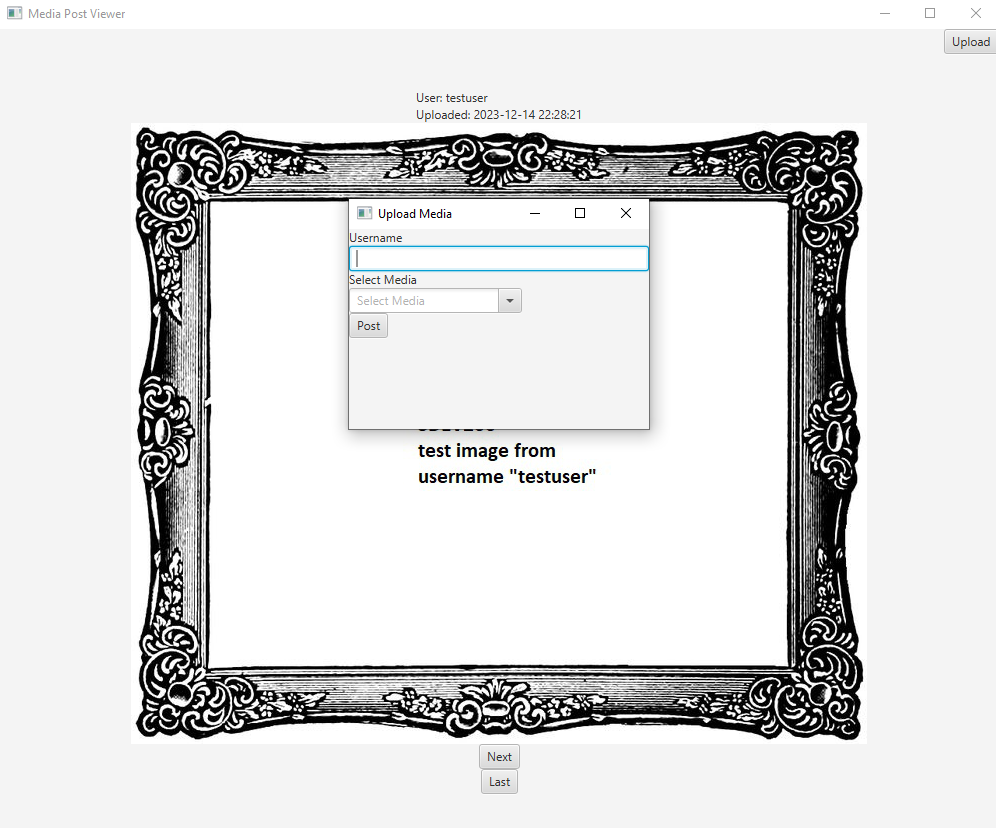 Media Post Viewer
Upload
User: testuser
Uploaded: 2023-12-14 22:28:21
Upload Media
Username
Select Media
Select Media
Post
test image from
username "testuser"
Next
Last